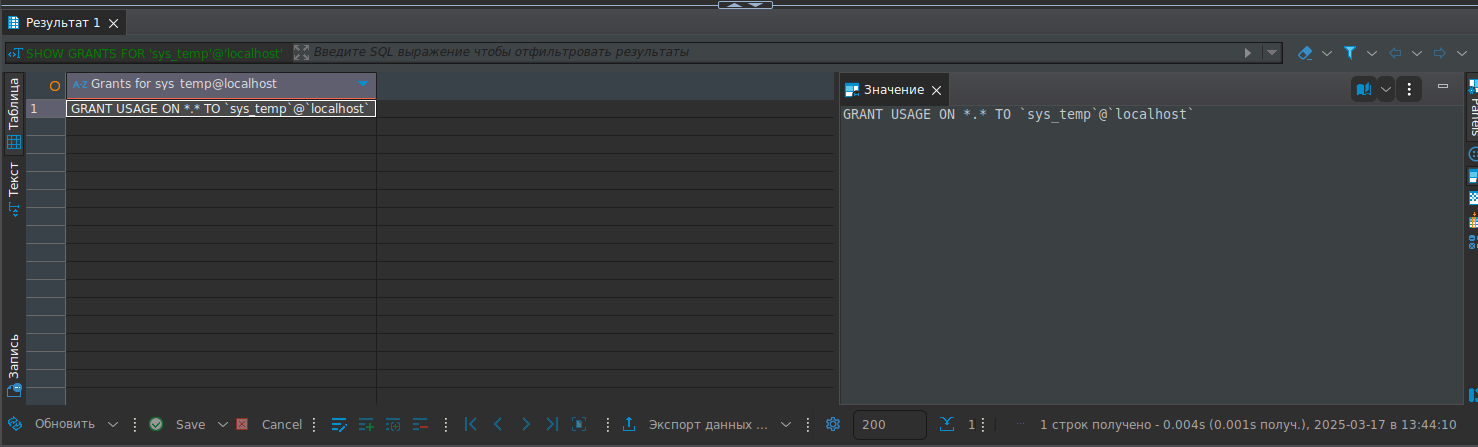 Результат 1
SHOW GRANTS FOR 'sys_temp'@'localhost'
Введите SQL выражение чтобы отфильтровать результаты
Таблица
Текст
Запись
A-Z Grants for sys_temp@localhost
1
GRANT USAGE ON *.* TO `sys_temp`@`localhost`
Значение
GRANT USAGE ON *.* TO `sys_temp`@`localhost`
Panels
Обновить
Save
Cancel
Экспорт данных ...
200
1
1 строк получено - 0.004s (0.001s получ.), 2025-03-17 в 13:44:10